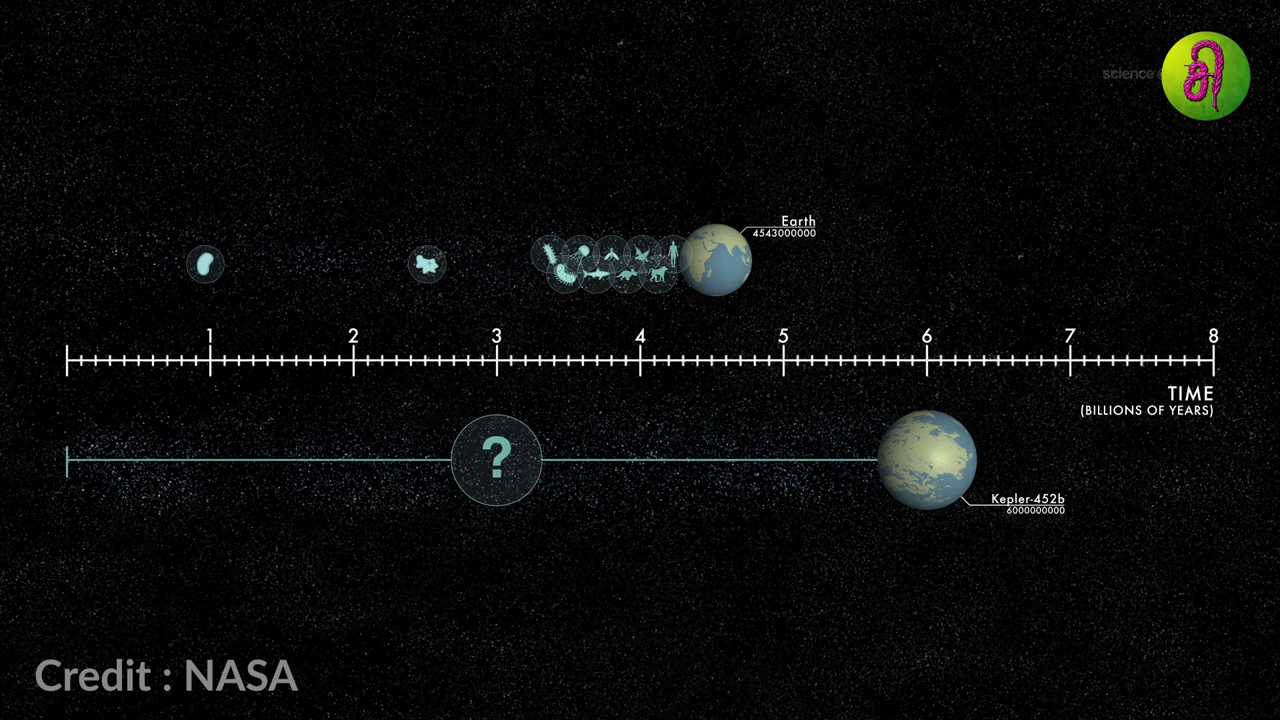 science
Earth
4543000000
1 2 3 4 5 6 7 8
TIME
(BILLIONS OF YEARS)
?
Kepler-452b
6000000000
Credit : NASA